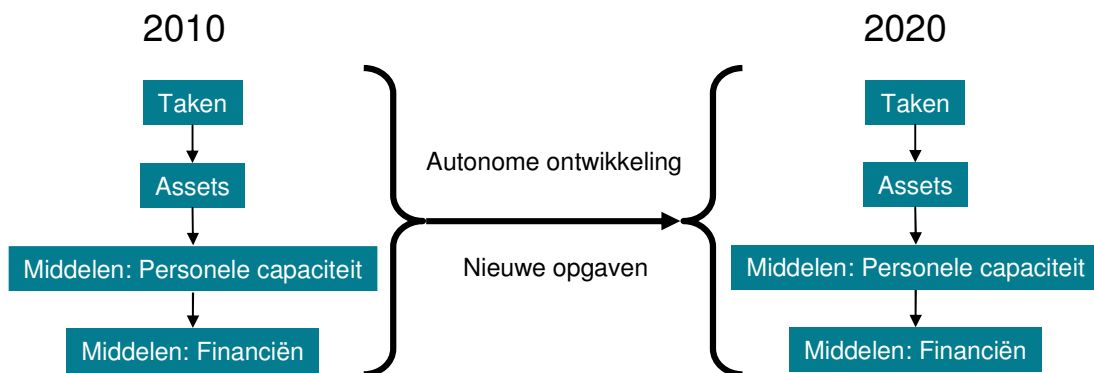 2010
Taken
Assets
Middelen: Personele capaciteit
Middelen: Financiën
Autonome ontwikkeling
Nieuwe opgaven
2020
Taken
Assets
Middelen: Personele capaciteit
Middelen: Financiën